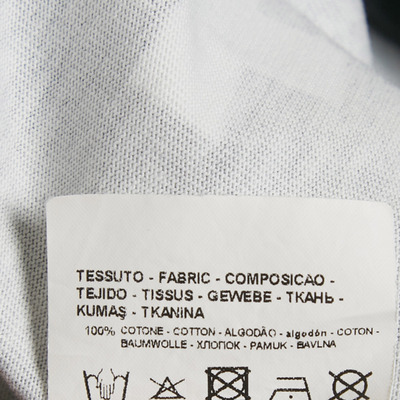 TESSUTO - FABRIC - COMPOSICAO -
TEJIDO - TISSUS - GEWEBE - ТКАНЬ -
KUMAŞ - TKANINA
100% COTONE - COTTON - ALGODÃO - algodón - COTON -
BAUMWOLLE - ХЛОПОК - PAMUK - BAVLNA